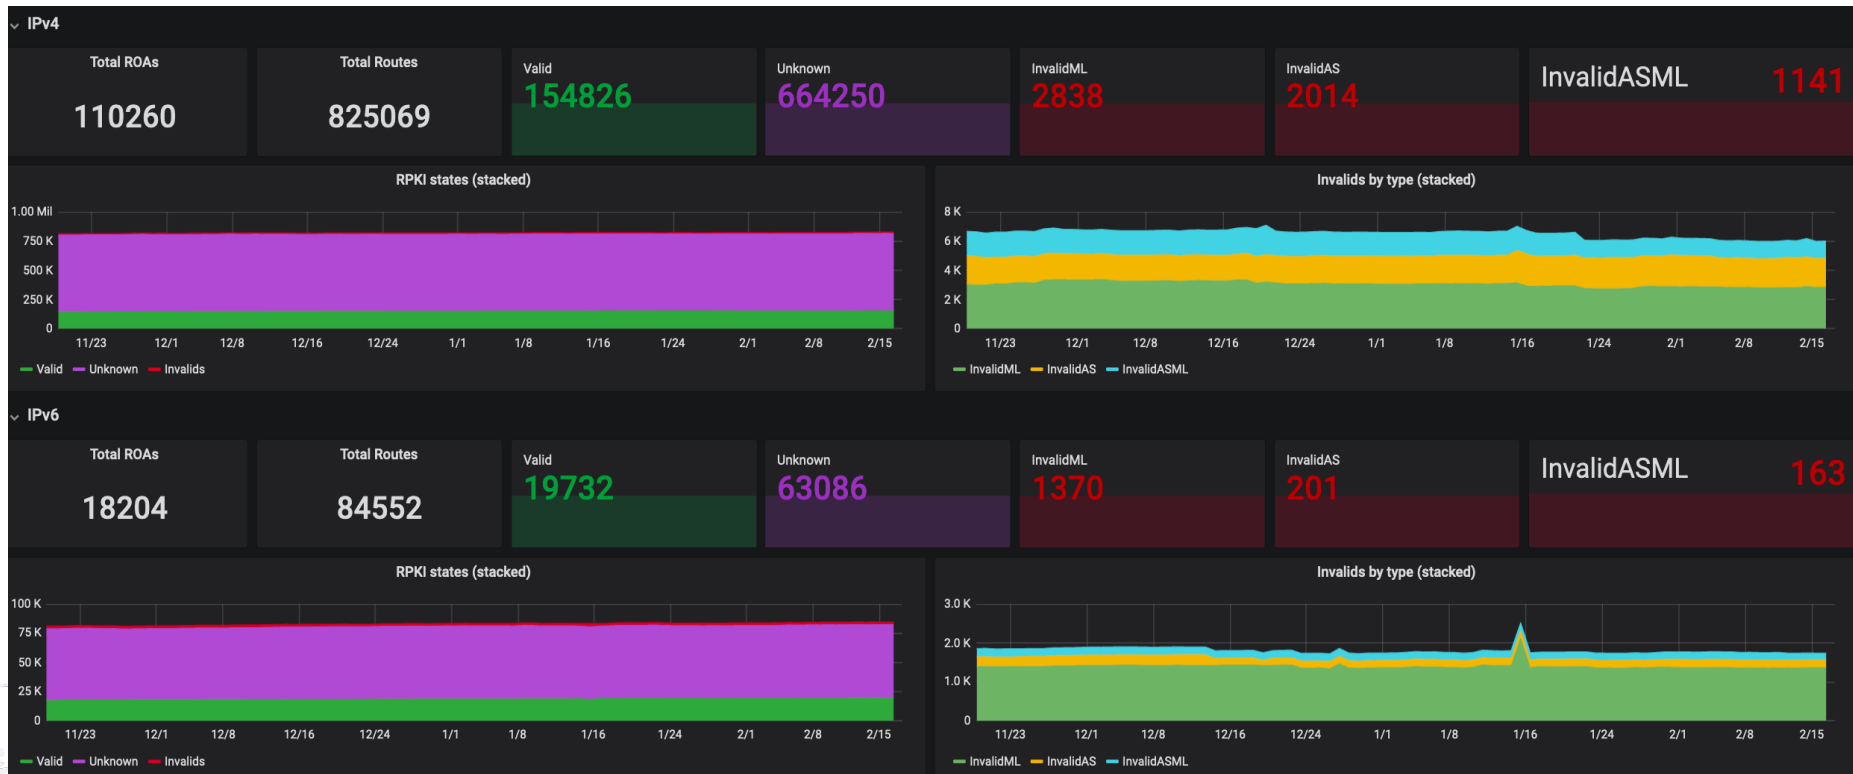 IPv4
Total ROAs
110260
Total Routes
825069
Valid
154826
Unknown
664250
InvalidML
2838
InvalidAS
2014
InvalidASML
1141
RPKI states (stacked)
1.00 Mil
750 K
500 K
250 K
0
11/23 12/1 12/8 12/16 12/24 1/1 1/8 1/16 1/24 2/1 2/8 2/15
Valid Unknown Invalids
Invalids by type (stacked)
8 K
6 K
4 K
2 K
0
11/23 12/1 12/8 12/16 12/24 1/1 1/8 1/16 1/24 2/1 2/8 2/15
InvalidML InvalidAS InvalidASML
IPv6
Total ROAs
18204
Total Routes
84552
Valid
19732
Unknown
63086
InvalidML
1370
InvalidAS
201
InvalidASML
163
RPKI states (stacked)
100 K
75 K
50 K
25 K
0
11/23 12/1 12/8 12/16 12/24 1/1 1/8 1/16 1/24 2/1 2/8 2/15
Valid Unknown Invalids
Invalids by type (stacked)
3.0 K
2.0 K
1.0 K
0
11/23 12/1 12/8 12/16 12/24 1/1 1/8 1/16 1/24 2/1 2/8 2/15
InvalidML InvalidAS InvalidASML